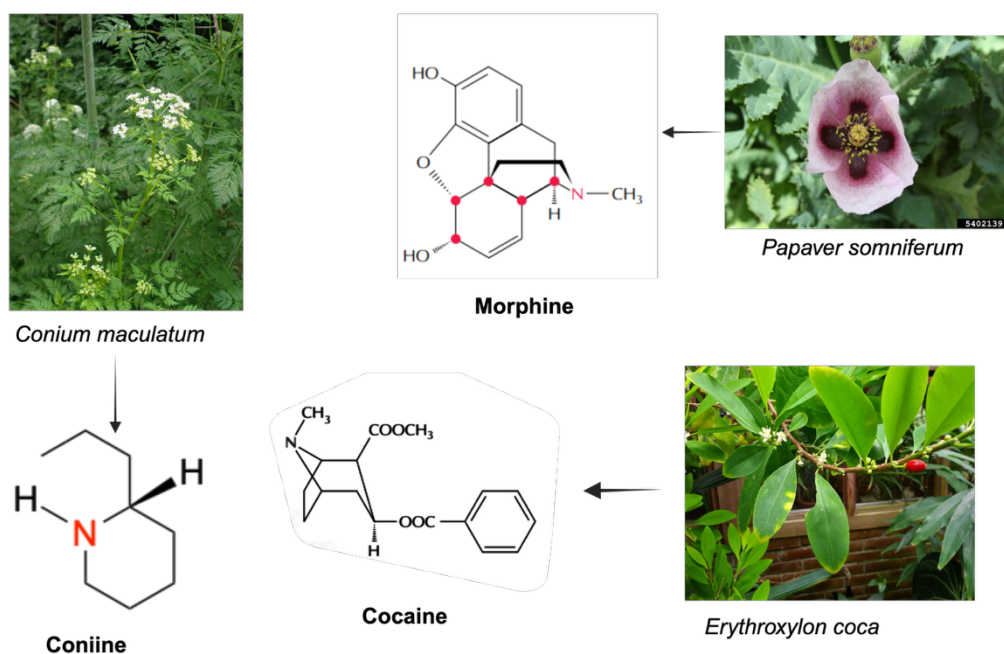 HO
O
HO
H
N
CH₃
5402139
Papaver somniferum
Morphine
Conium maculatum
H
H
N
Coniine
CH₃
N
COOCH₃
OOC
H
Cocaine
Erythroxylon coca